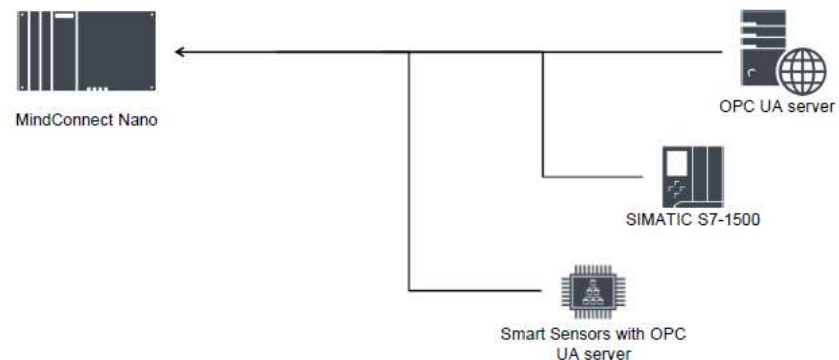 MindConnect Nano
OPC UA server
SIMATIC S7-1500
Smart Sensors with OPC
UA server